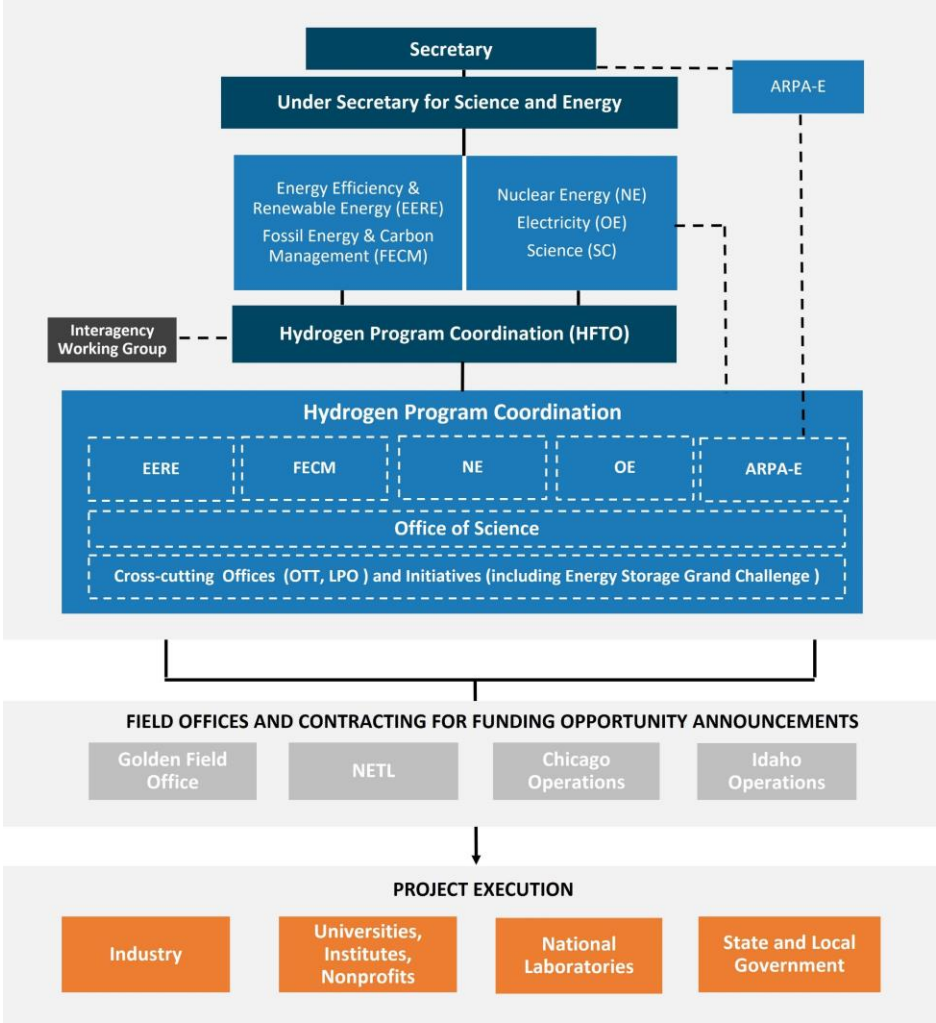 Secretary
ARPA-E
Under Secretary for Science and Energy
Energy Efficiency &
Renewable Energy (EERE)
Fossil Energy & Carbon
Management (FECM)
Nuclear Energy (NE)
Electricity (OE)
Science (SC)
Interagency
Working Group
Hydrogen Program Coordination (HFTO)
Hydrogen Program Coordination
EERE
FECM
NE
OE
ARPA-E
Office of Science
Cross-cutting Offices (OTT, LPO ) and Initiatives (including Energy Storage Grand Challenge )
FIELD OFFICES AND CONTRACTING FOR FUNDING OPPORTUNITY ANNOUNCEMENTS
Golden Field
Office
NETL
Chicago
Operations
Idaho
Operations
PROJECT EXECUTION
Industry
Universities,
Institutes,
Nonprofits
National
Laboratories
State and Local
Government